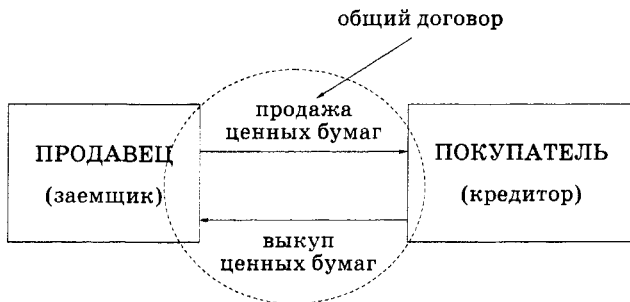 общий договор
продажа
ценных бумаг
ПРОДАВЕЦ
(заемщик)
ПОКУПАТЕЛЬ
(кредитор)
выкуп
ценных бумаг